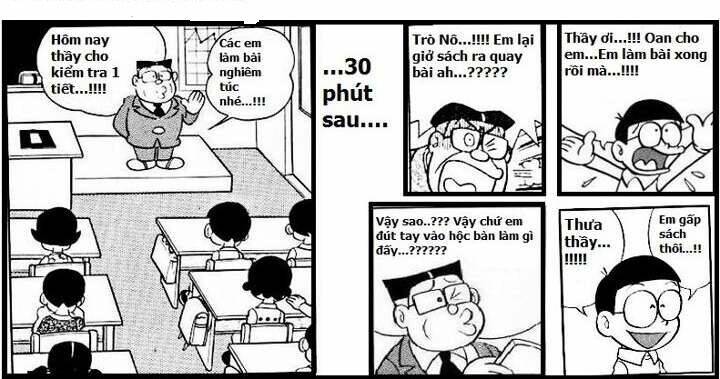 Hôm nay
thầy cho
kiểm tra 1
tiết...!!!!
Các em
làm bài
nghiêm
túc
nhé...!!!
...30
phút
sau....
Trò Nô...!!!! Em lại
giở sách ra quay
bài ah...?????
Thầy ơi...!!! Oan cho
em...Em làm bài xong
rồi mà...!!!!
Vậy sao..??? Vậy chứ em
đút tay vào hộc bàn làm gì
đấy...??????
Thưa
thầy...
!!!!!
Em gấp
sách
thôi...!!